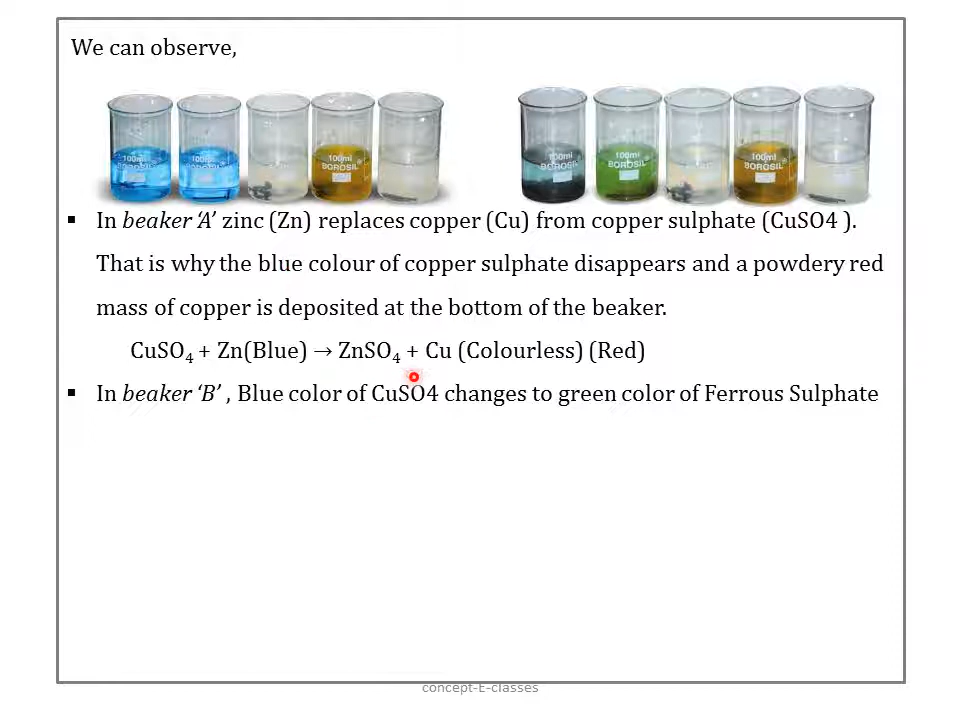 We can observe,
100ml 100ml 100ml 100ml
BOROSIL BOROSIL BOROSIL BOROSIL
▪ In beaker ‘A’ zinc (Zn) replaces copper (Cu) from copper sulphate (CuSO4 ).
That is why the blue colour of copper sulphate disappears and a powdery red
mass of copper is deposited at the bottom of the beaker.
CuSO₄ + Zn(Blue) → ZnSO₄ + Cu (Colourless) (Red)
▪ In beaker ‘B’ , Blue color of CuSO4 changes to green color of Ferrous Sulphate
concept-E-classes